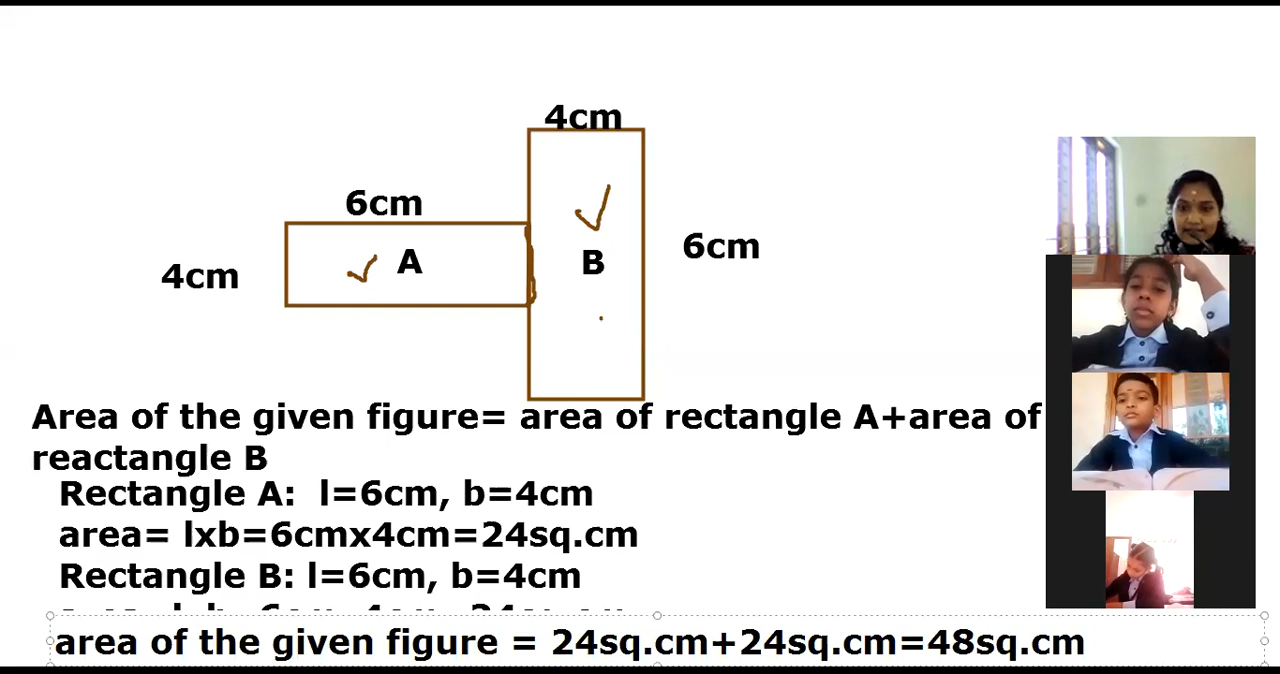 4cm
6cm
A
B
6cm
4cm
Area of the given figure= area of rectangle A+area of
reactangle B
Rectangle A: l=6cm, b=4cm
area= lxb=6cmx4cm=24sq.cm
Rectangle B: l=6cm, b=4cm
area of the given figure = 24sq.cm+24sq.cm=48sq.cm